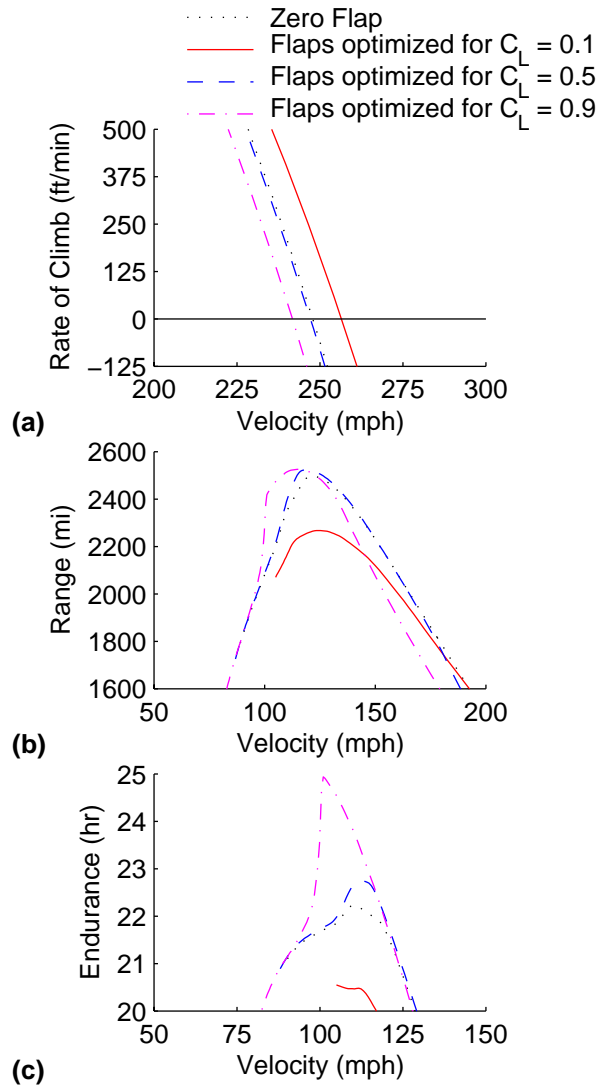 Zero Flap
Flaps optimized for C_L = 0.1
Flaps optimized for C_L = 0.5
Flaps optimized for C_L = 0.9
500
375
250
125
0
−125
Rate of Climb (ft/min)
200 225 250 275 300
Velocity (mph)
(a)
2600
2400
2200
2000
1800
1600
Range (mi)
50 100 150 200
Velocity (mph)
(b)
25
24
23
22
21
20
Endurance (hr)
50 75 100 125 150
Velocity (mph)
(c)